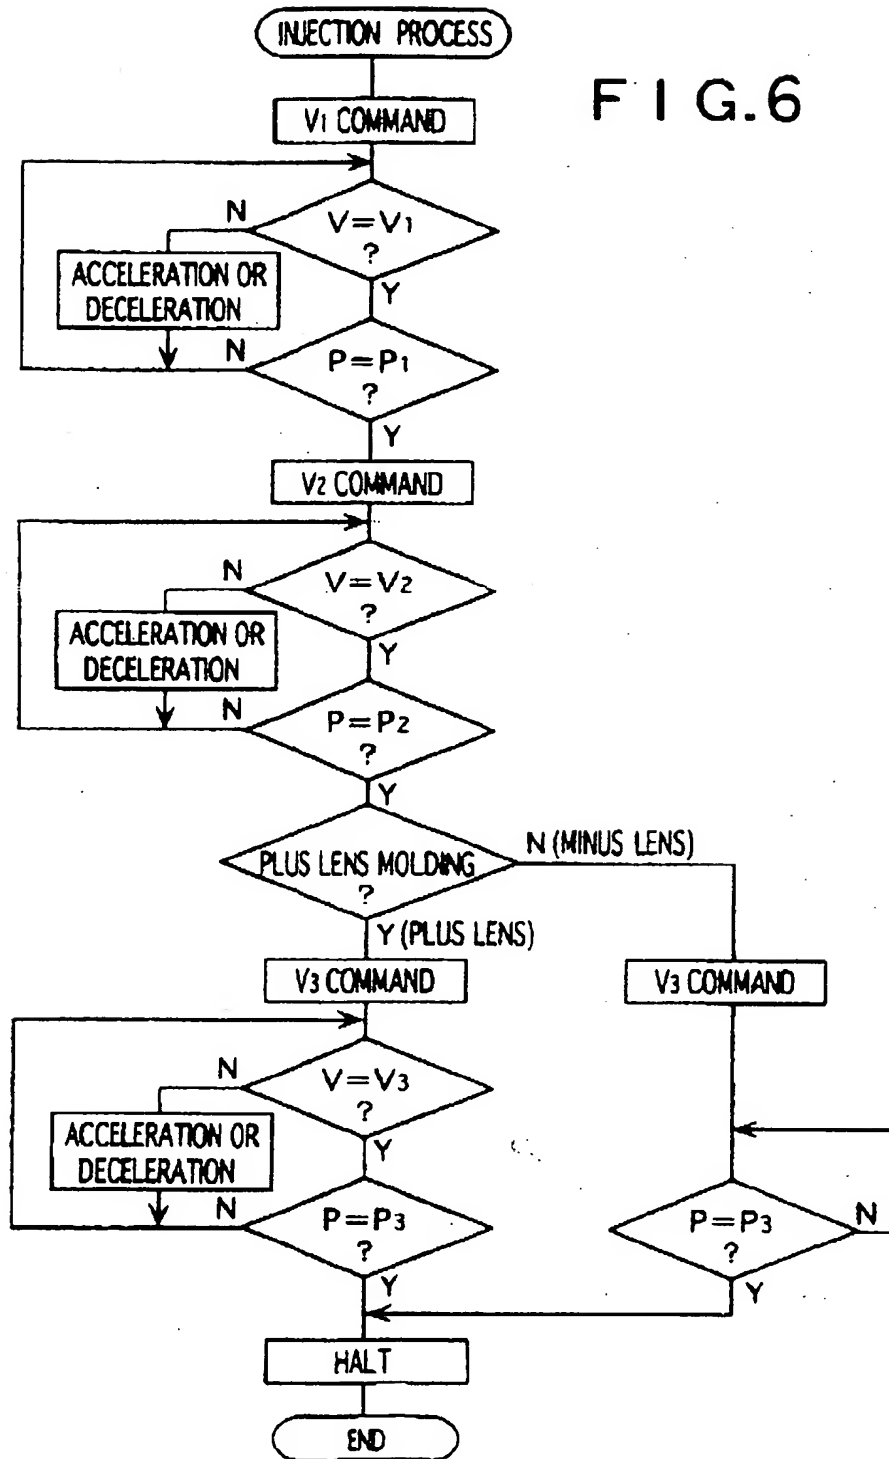 INJECTION PROCESS
FIG.6
V1 COMMAND
N
V=V1
?
ACCELERATION OR
DECELERATION
Y
N
P=P1
?
Y
V2 COMMAND
N
V=V2
?
ACCELERATION OR
DECELERATION
Y
N
P=P2
?
Y
PLUS LENS MOLDING
?
N (MINUS LENS)
Y (PLUS LENS)
V3 COMMAND
V3 COMMAND
N
V=V3
?
ACCELERATION OR
DECELERATION
Y
N
P=P3
?
Y
P=P3
?
N
Y
HALT
END